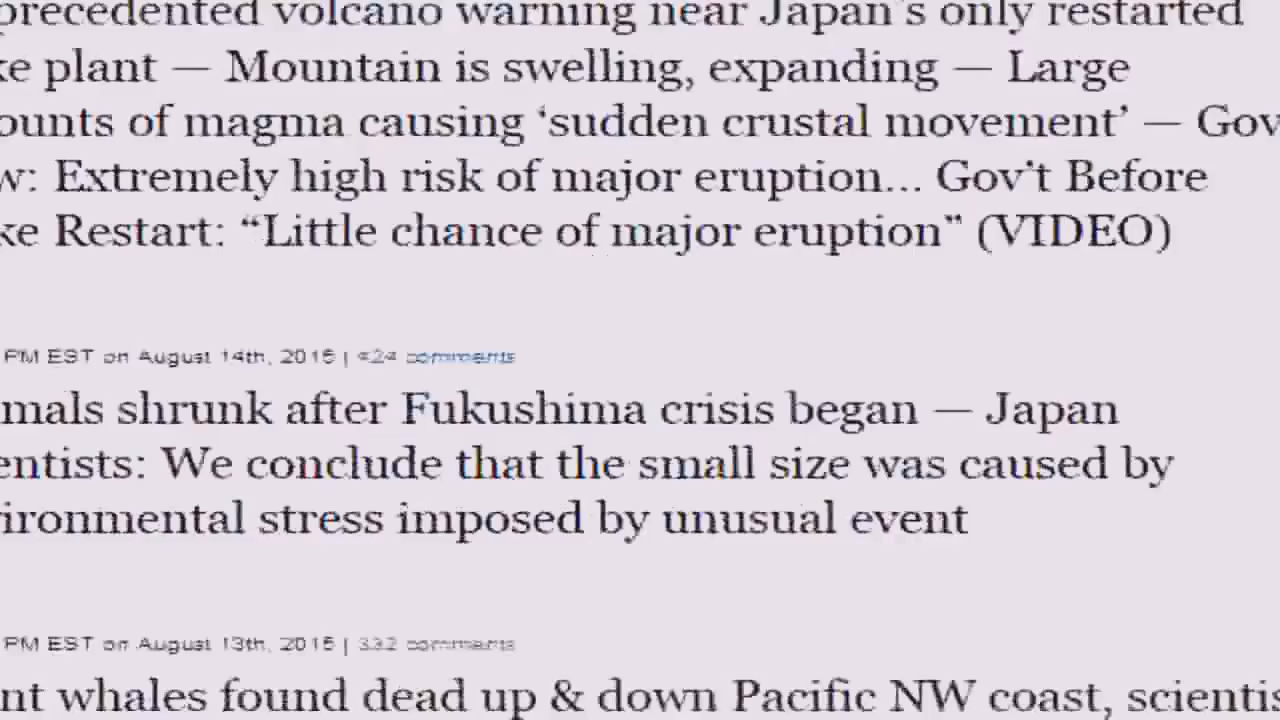 precedented volcano warning near Japan's only restarted
ke plant — Mountain is swelling, expanding — Large
ounts of magma causing ‘sudden crustal movement’ — Gov
w: Extremely high risk of major eruption... Gov’t Before
ke Restart: “Little chance of major eruption” (VIDEO)
PM EST on August 14th, 2015 | 424 comments
mals shrunk after Fukushima crisis began — Japan
entists: We conclude that the small size was caused by
ironmental stress imposed by unusual event
PM EST on August 13th, 2015 | 332 comments
nt whales found dead up & down Pacific NW coast, scientis